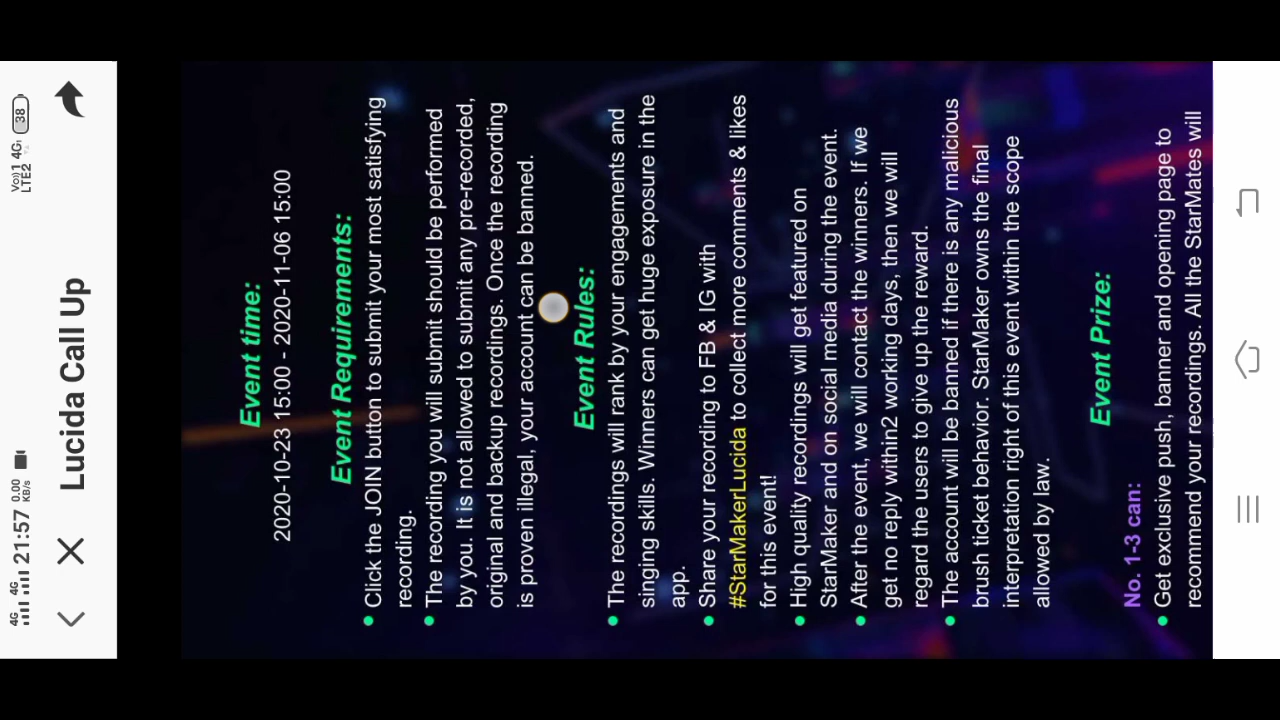 4G 4G 21:57 0.00 KB/s Vo))1 4G LTE2 38
Lucida Call Up
Event time:
2020-10-23 15:00 - 2020-11-06 15:00
Event Requirements:
Click the JOIN button to submit your most satisfying
recording.
The recording you will submit should be performed
by you. It is not allowed to submit any pre-recorded,
original and backup recordings. Once the recording
is proven illegal, your account can be banned.
Event Rules:
The recordings will rank by your engagements and
singing skills. Winners can get huge exposure in the
app.
Share your recording to FB & IG with
#StarMakerLucida to collect more comments & likes
for this event!
High quality recordings will get featured on
StarMaker and on social media during the event.
After the event, we will contact the winners. If we
get no reply within2 working days, then we will
regard the users to give up the reward.
The account will be banned if there is any malicious
brush ticket behavior. StarMaker owns the final
interpretation right of this event within the scope
allowed by law.
Event Prize:
No. 1-3 can:
Get exclusive push, banner and opening page to
recommend your recordings. All the StarMates will